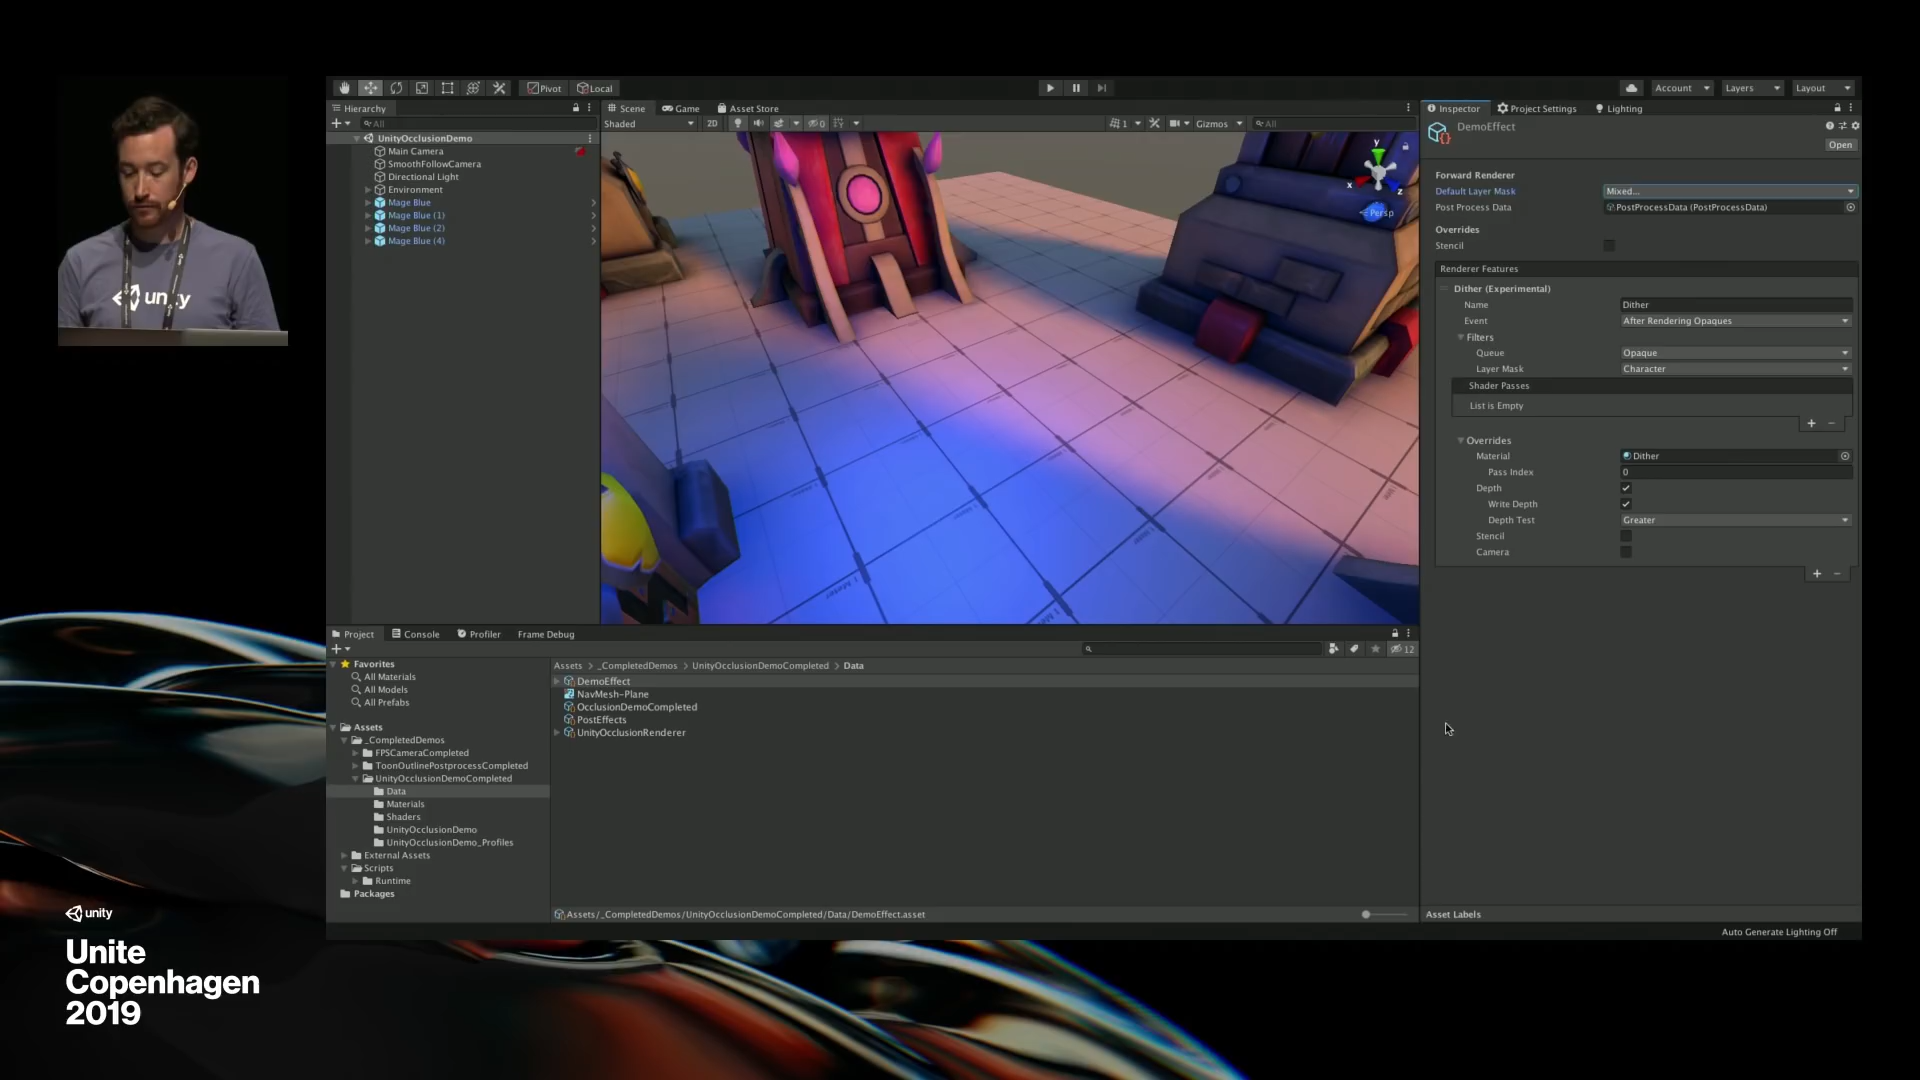 Pivot Local
Account Layers Layout
Hierarchy
Scene Game Asset Store
Inspector Project Settings Lighting
All
Shaded 2D 0 1 Gizmos All
UnityOcclusionDemo
Main Camera
SmoothFollowCamera
Directional Light
Environment
Mage Blue
Mage Blue (1)
Mage Blue (2)
Mage Blue (4)
y
x
z
Persp
1 Meter
DemoEffect
Open
Forward Renderer
Default Layer Mask Mixed...
Post Process Data PostProcessData (PostProcessData)
Overrides
Stencil
Renderer Features
Dither (Experimental)
Name Dither
Event After Rendering Opaques
Filters
Queue Opaque
Layer Mask Character
Shader Passes
List is Empty
+ −
Overrides
Material Dither
Pass Index 0
Depth
Write Depth
Depth Test Greater
Stencil
Camera
+ −
Project Console Profiler Frame Debug
12
Favorites
All Materials
All Models
All Prefabs
Assets
_CompletedDemos
FPSCameraCompleted
ToonOutlinePostprocessCompleted
UnityOcclusionDemoCompleted
Data
Materials
Shaders
UnityOcclusionDemo
UnityOcclusionDemo_Profiles
External Assets
Scripts
Runtime
Packages
Assets > _CompletedDemos > UnityOcclusionDemoCompleted > Data
DemoEffect
NavMesh-Plane
OcclusionDemoCompleted
PostEffects
UnityOcclusionRenderer
Assets/_CompletedDemos/UnityOcclusionDemoCompleted/Data/DemoEffect.asset
Asset Labels
Auto Generate Lighting Off
unity
unity
Unite
Copenhagen
2019